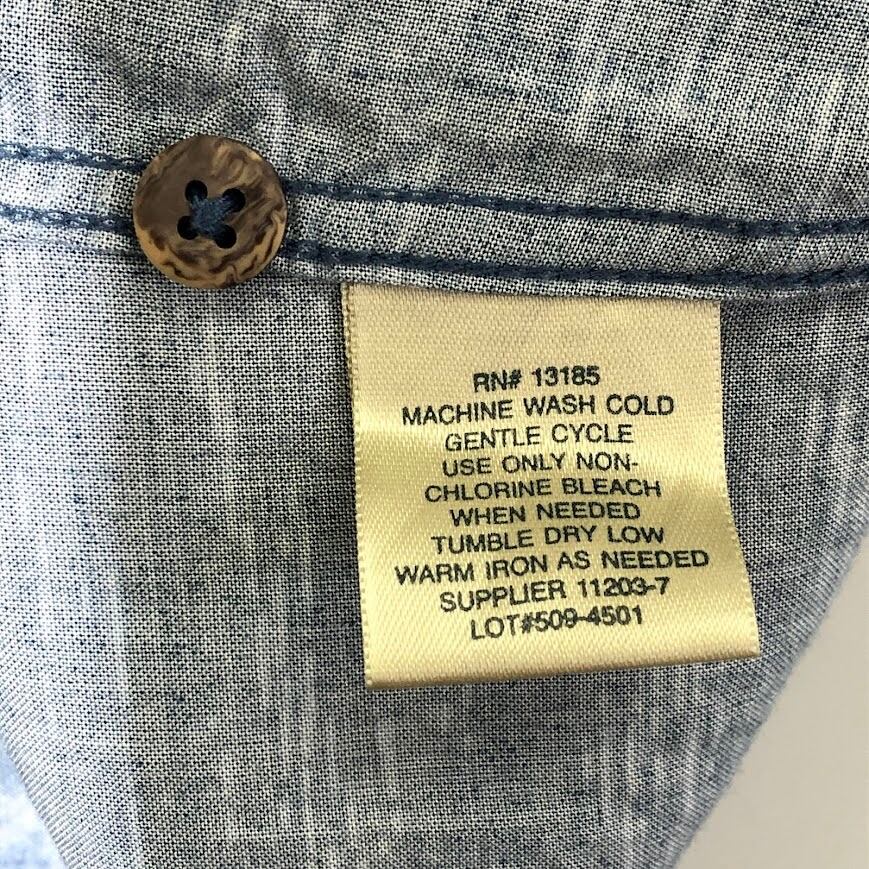 RN# 13185
MACHINE WASH COLD
GENTLE CYCLE
USE ONLY NON-
CHLORINE BLEACH
WHEN NEEDED
TUMBLE DRY LOW
WARM IRON AS NEEDED
SUPPLIER 11203-7
LOT#509-4501